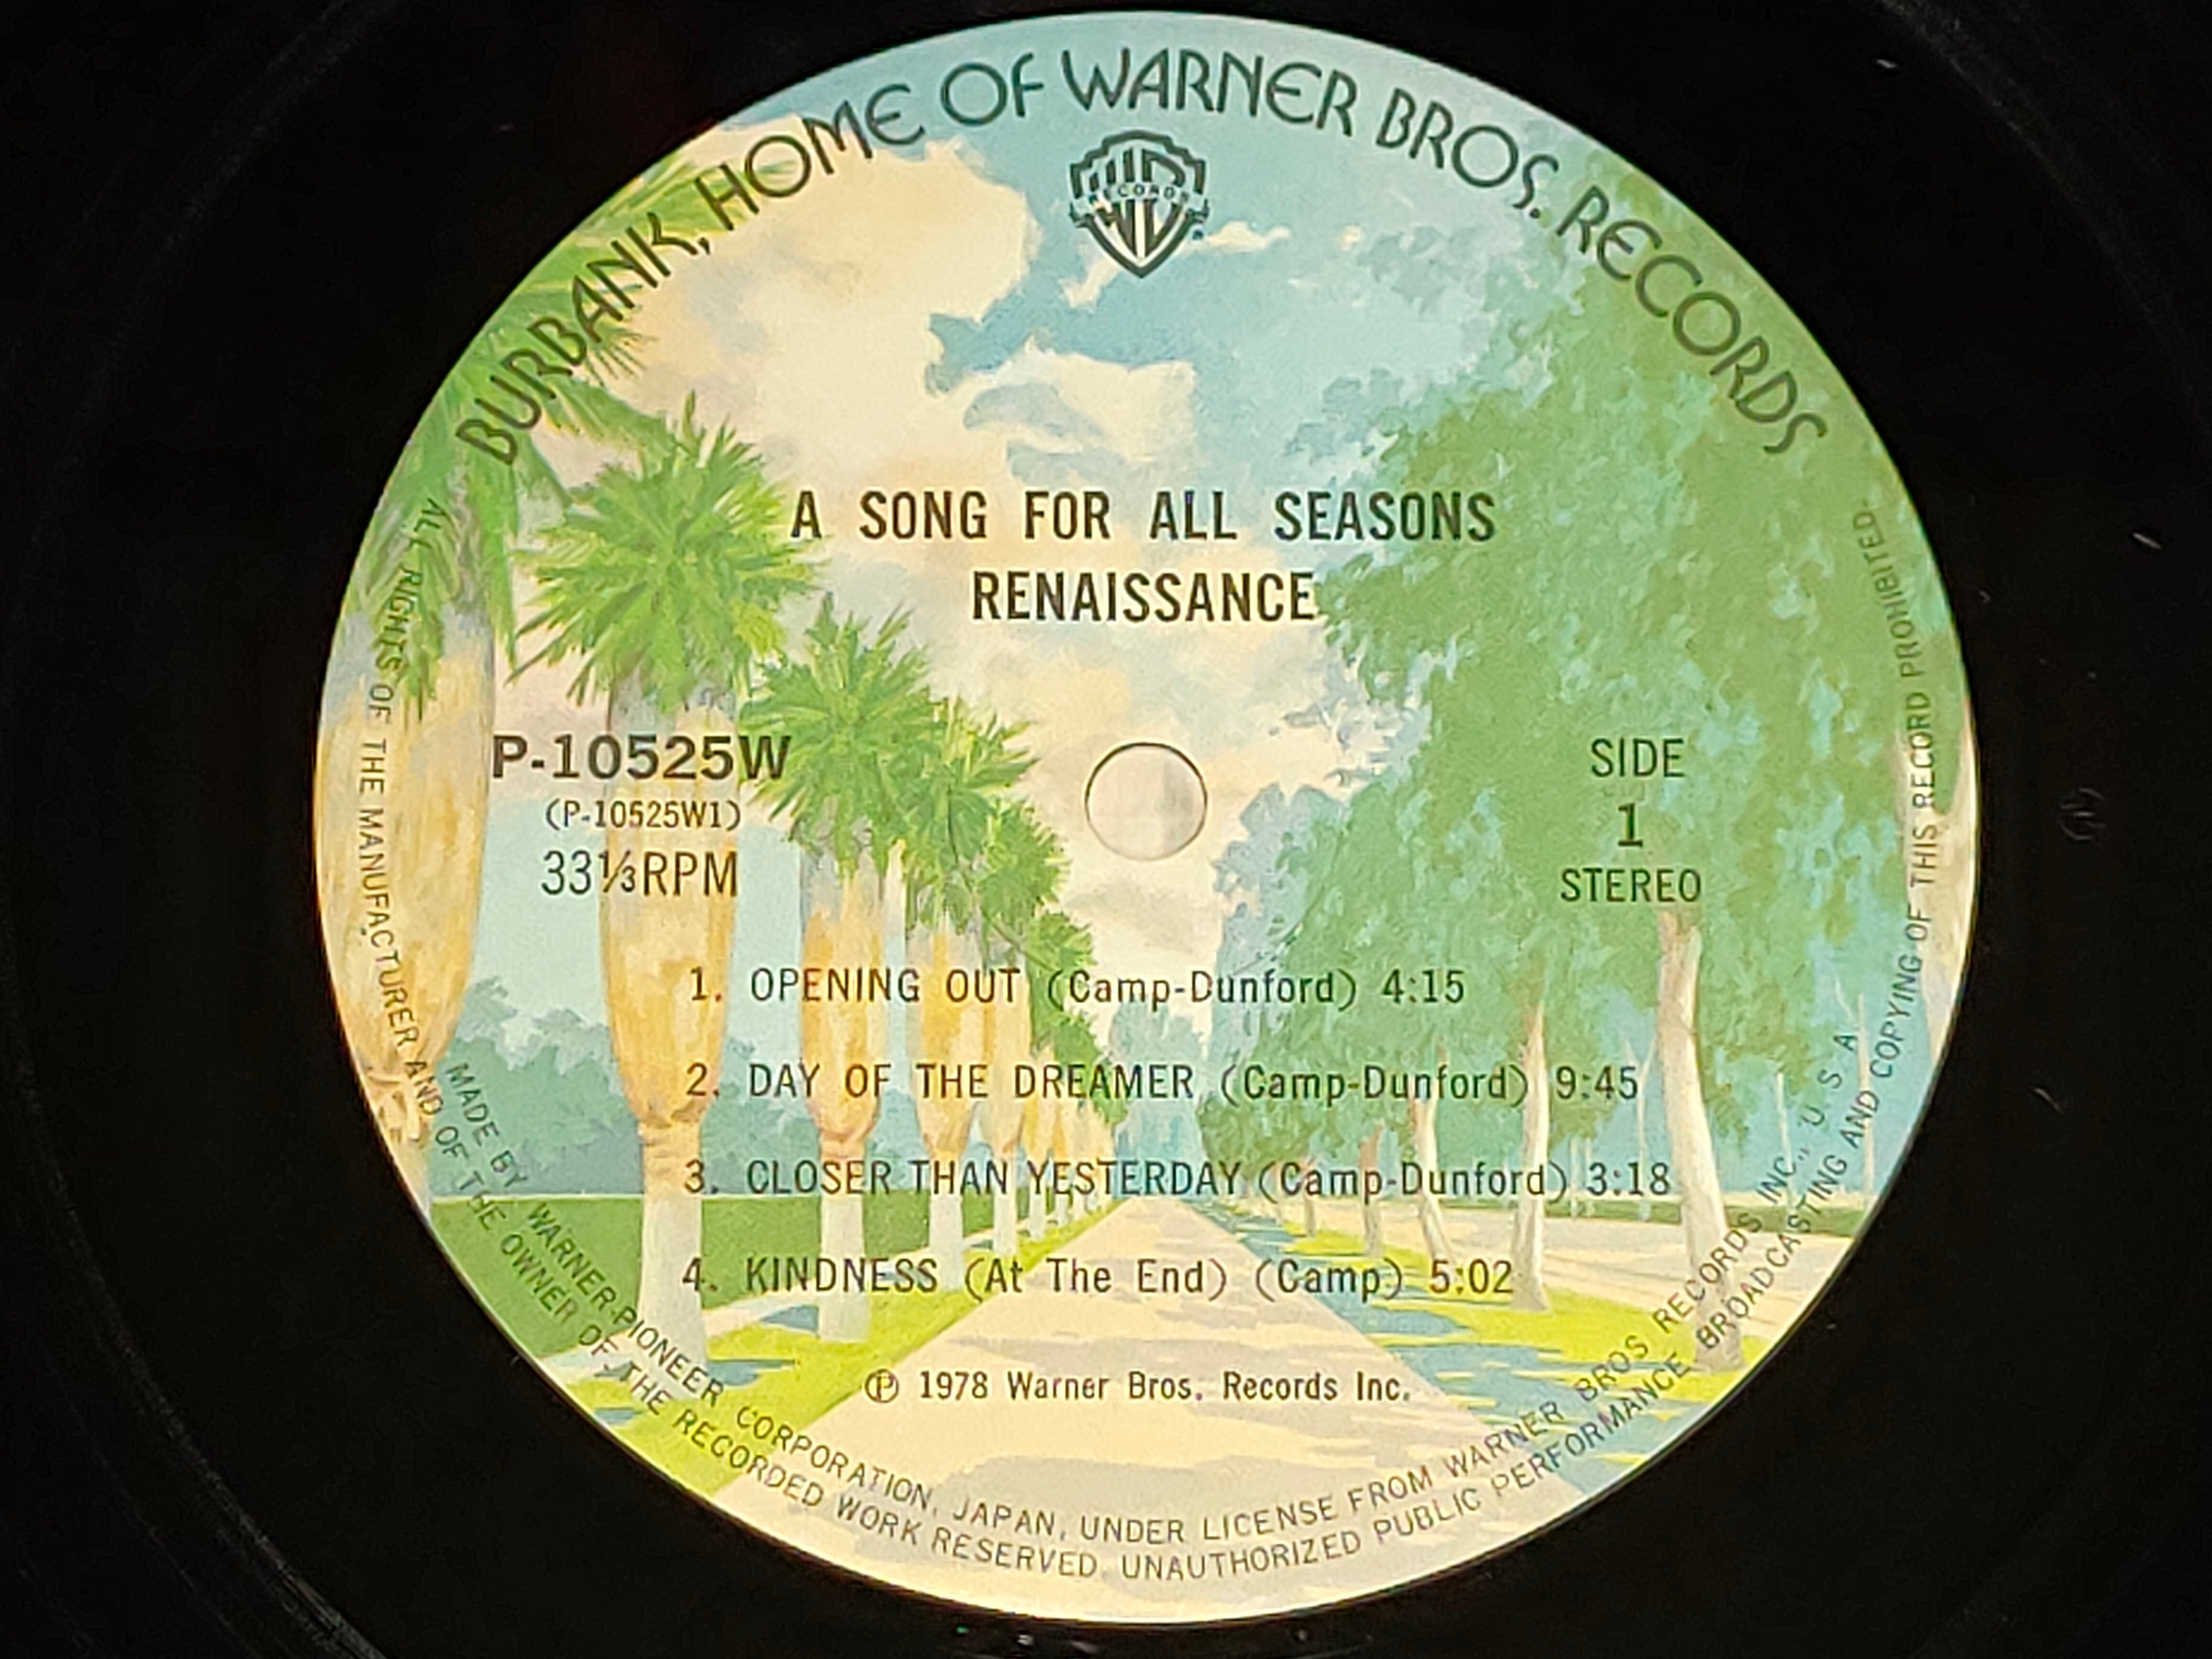 BURBANK, HOME OF WARNER BROS. RECORDS
RECORDS
A SONG FOR ALL SEASONS
RENAISSANCE
P-10525W
(P-10525W1)
33⅓RPM
SIDE
1
STEREO
1. OPENING OUT (Camp-Dunford) 4:15
2. DAY OF THE DREAMER (Camp-Dunford) 9:45
3. CLOSER THAN YESTERDAY (Camp-Dunford) 3:18
4. KINDNESS (At The End) (Camp) 5:02
℗ 1978 Warner Bros. Records Inc.
MADE BY WARNER-PIONEER CORPORATION, JAPAN, UNDER LICENSE FROM WARNER BROS RECORDS INC., U S A
ALL RIGHTS OF THE MANUFACTURER AND OF THE OWNER OF THE RECORDED WORK RESERVED. UNAUTHORIZED PUBLIC PERFORMANCE BROADCASTING AND COPYING OF THIS RECORD PROHIBITED.